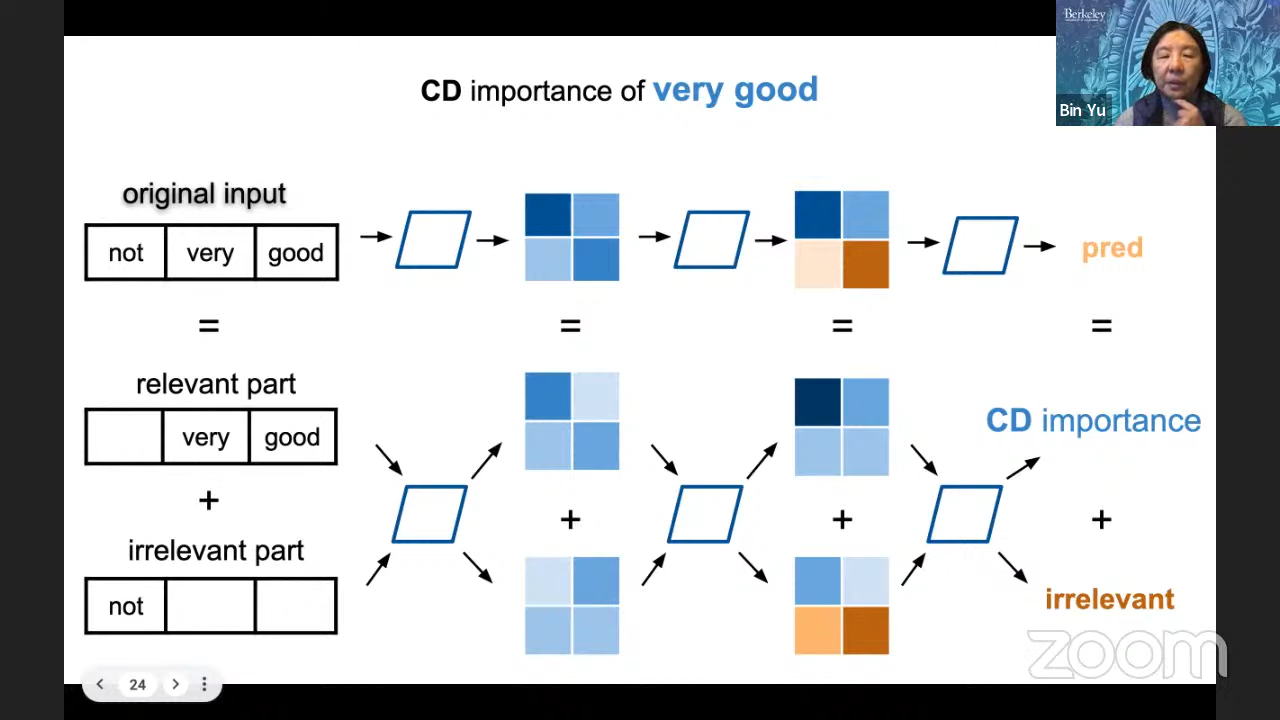 Berkeley
Bin Yu
CD importance of very good
original input
not very good
pred
= = = =
relevant part
very good
CD importance
+ + + +
irrelevant part
not
irrelevant
zoom
24